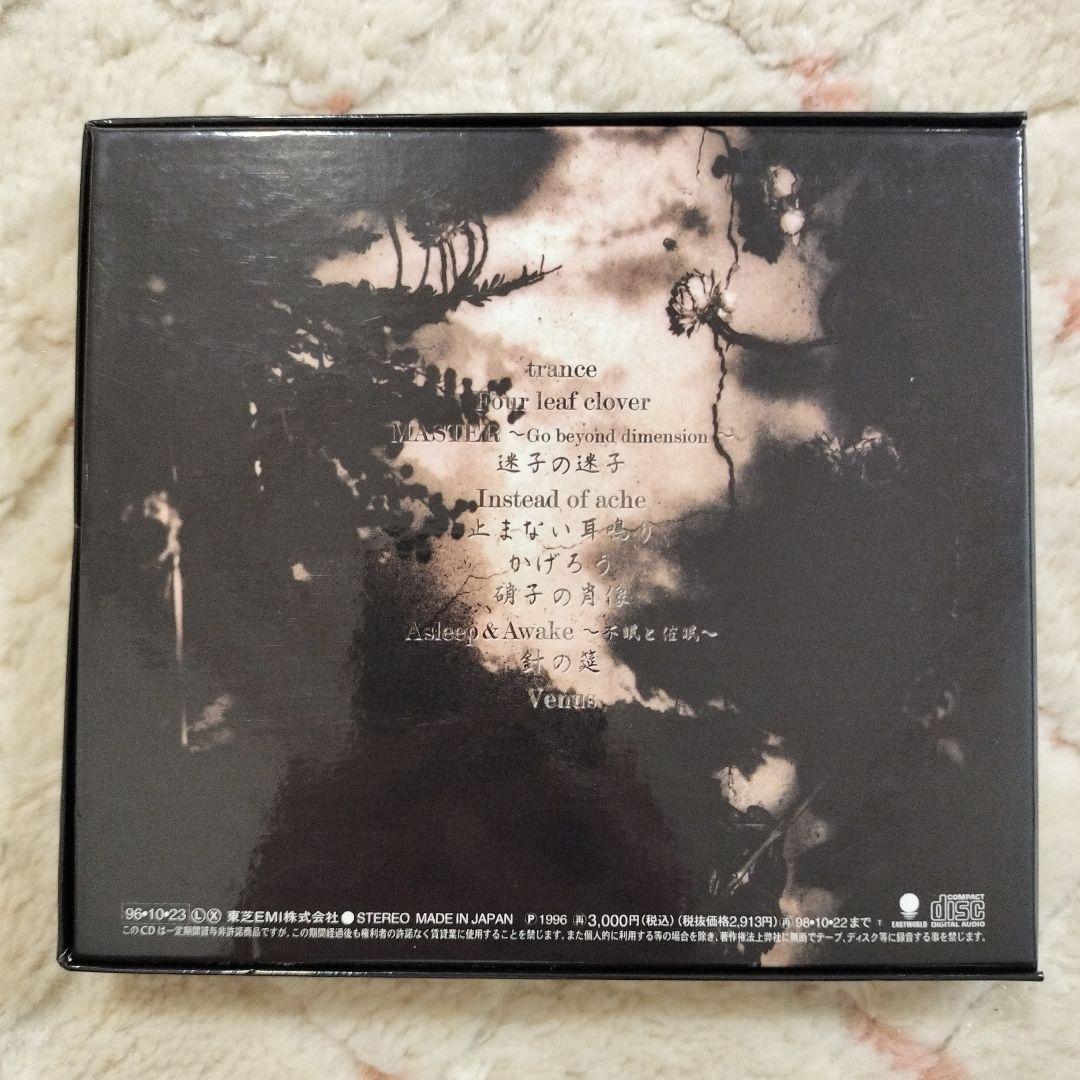 trance
Four leaf clover
MASTER ～Go beyond dimension～
迷子の迷子
Instead of ache
止まない耳鳴り
かげろう
硝子の肖像
Asleep & Awake ～不眠と催眠～
針の筵
Venus
96•10•23 Ⓛ Ⓧ 東芝EMI株式会社 ● STEREO MADE IN JAPAN Ⓟ 1996 ㊥ 3,000円(税込) (税抜価格2,913円) ㊥ 98•10•22まで T
このCDは一定期間貸与非許諾商品ですが、この期間経過後も権利者の許諾なく賃貸業に使用することを禁じます。また個人的に利用する等の場合を除き、著作権法上弊社に無断でテープ、ディスク等に録音する事を禁じます。
EASTWORLD
COMPACT
disc
DIGITAL AUDIO